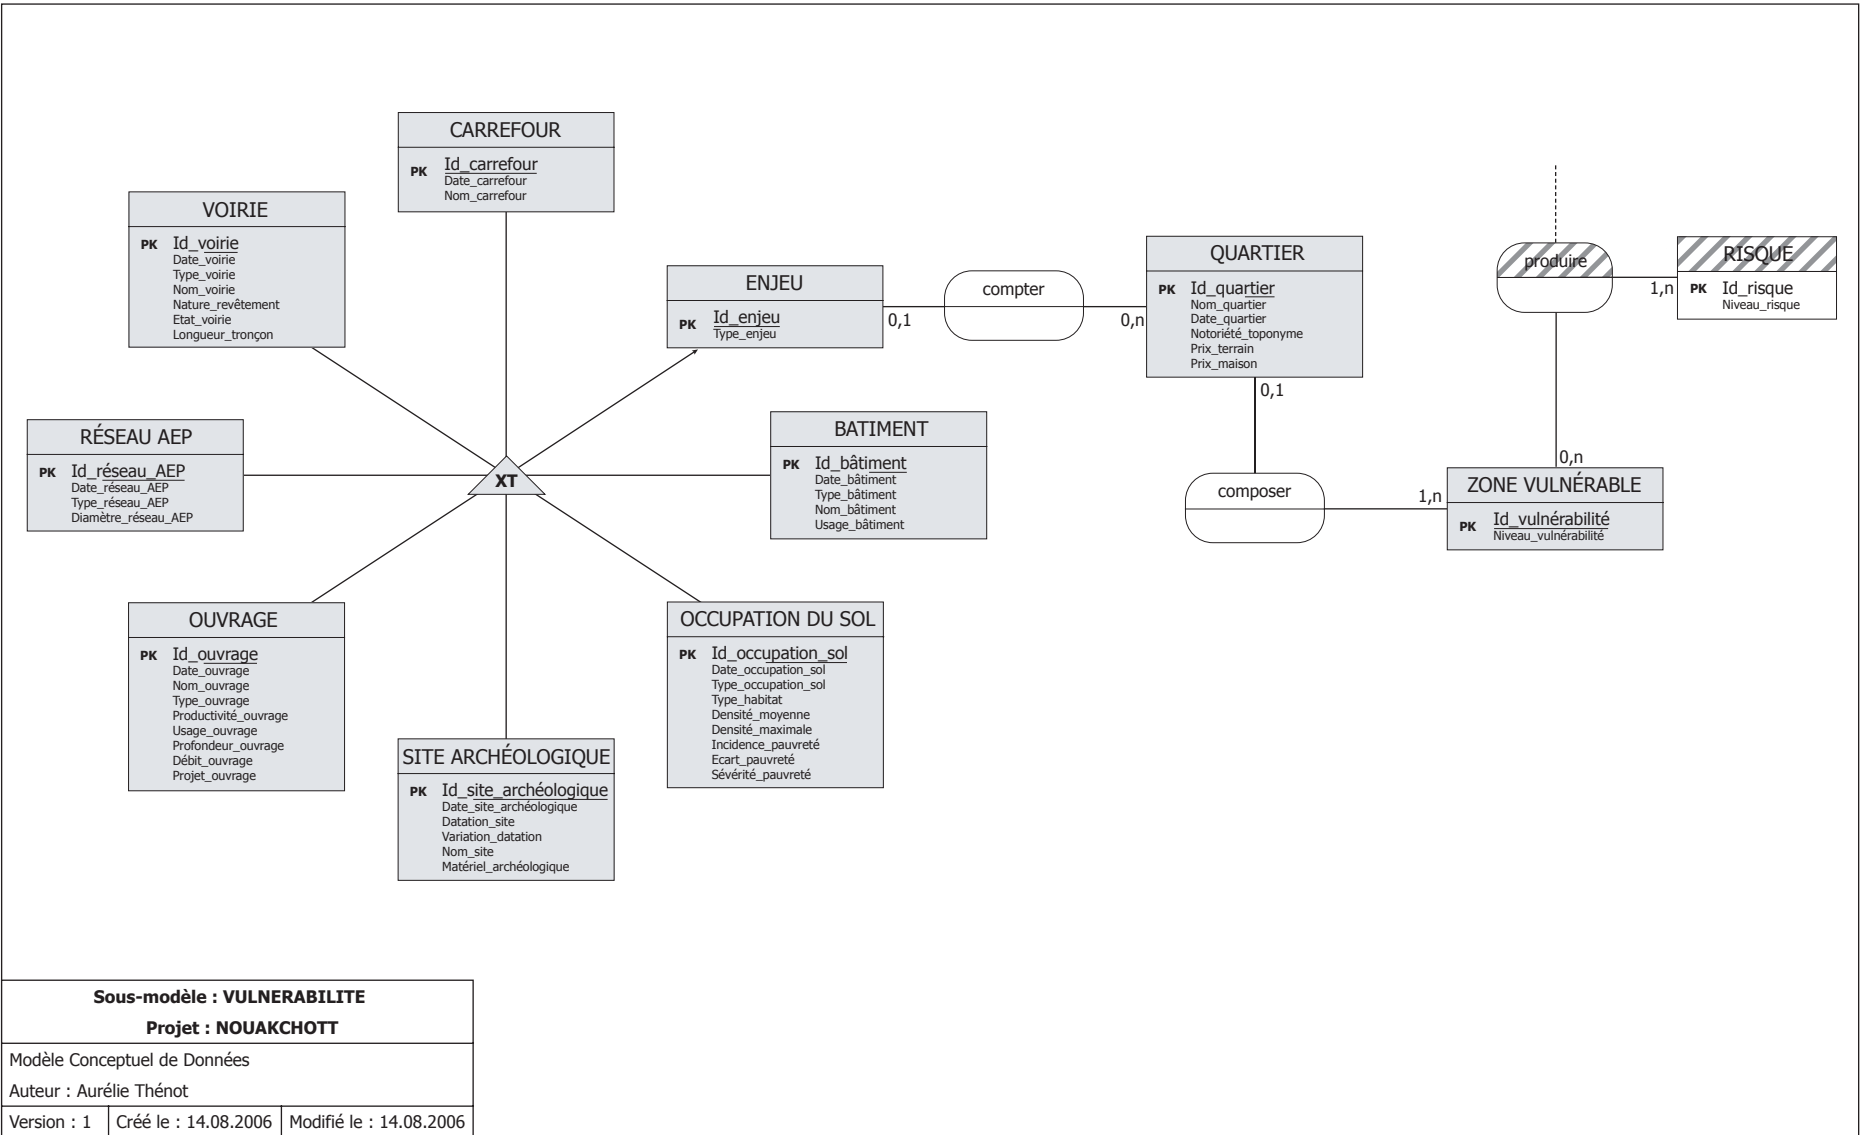 CARREFOUR
PK Id_carrefour
Date_carrefour
Nom_carrefour
VOIRIE
PK Id_voirie
Date_voirie
Type_voirie
Nom_voirie
Nature_revêtement
Etat_voirie
Longueur_tronçon
ENJEU
PK Id_enjeu
Type_enjeu
0,1
compter
0,n
QUARTIER
PK Id_quartier
Nom_quartier
Date_quartier
Notoriété_toponyme
Prix_terrain
Prix_maison
0,1
produire
1,n
RISQUE
PK Id_risque
Niveau_risque
0,n
RÉSEAU AEP
PK Id_réseau_AEP
Date_réseau_AEP
Type_réseau_AEP
Diamètre_réseau_AEP
XT
BATIMENT
PK Id_bâtiment
Date_bâtiment
Type_bâtiment
Nom_bâtiment
Usage_bâtiment
composer
1,n
ZONE VULNÉRABLE
PK Id_vulnérabilité
Niveau_vulnérabilité
OUVRAGE
PK Id_ouvrage
Date_ouvrage
Nom_ouvrage
Type_ouvrage
Productivité_ouvrage
Usage_ouvrage
Profondeur_ouvrage
Débit_ouvrage
Projet_ouvrage
SITE ARCHÉOLOGIQUE
PK Id_site_archéologique
Date_site_archéologique
Datation_site
Variation_datation
Nom_site
Matériel_archéologique
OCCUPATION DU SOL
PK Id_occupation_sol
Date_occupation_sol
Type_occupation_sol
Type_habitat
Densité_moyenne
Densité_maximale
Incidence_pauvreté
Ecart_pauvreté
Sévérité_pauvreté
Sous-modèle : VULNERABILITE
Projet : NOUAKCHOTT
Modèle Conceptuel de Données
Auteur : Aurélie Thénot
Version : 1 Créé le : 14.08.2006 Modifié le : 14.08.2006